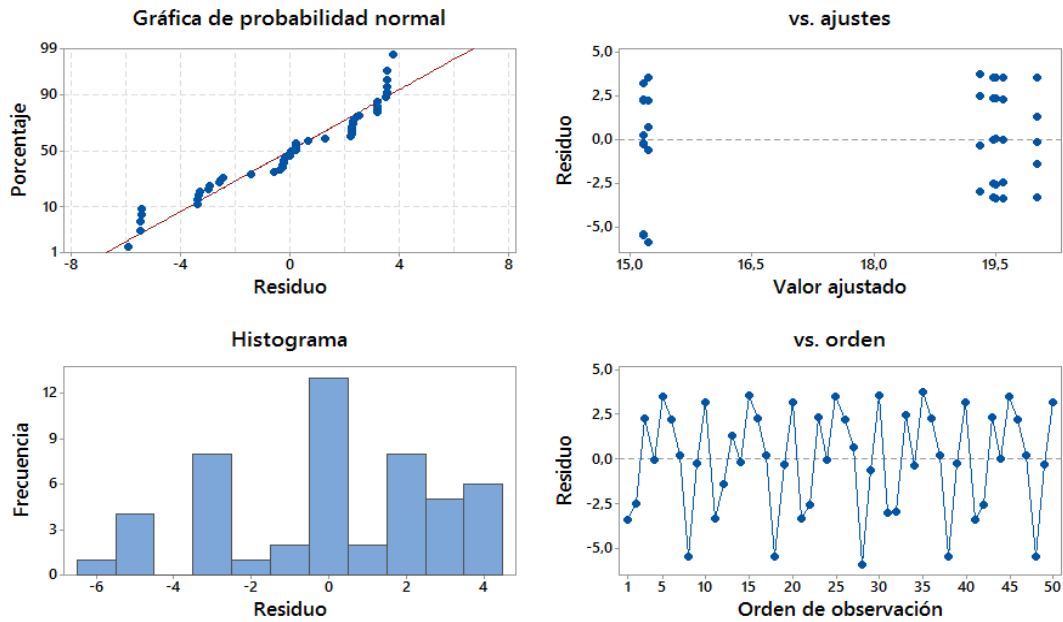 Gráfica de probabilidad normal
99
90
50
10
1
Porcentaje
-8 -4 0 4 8
Residuo
vs. ajustes
5,0
2,5
0,0
-2,5
-5,0
Residuo
15,0 16,5 18,0 19,5
Valor ajustado
Histograma
12
9
6
3
0
Frecuencia
-6 -4 -2 0 2 4
Residuo
vs. orden
5,0
2,5
0,0
-2,5
-5,0
Residuo
1 5 10 15 20 25 30 35 40 45 50
Orden de observación